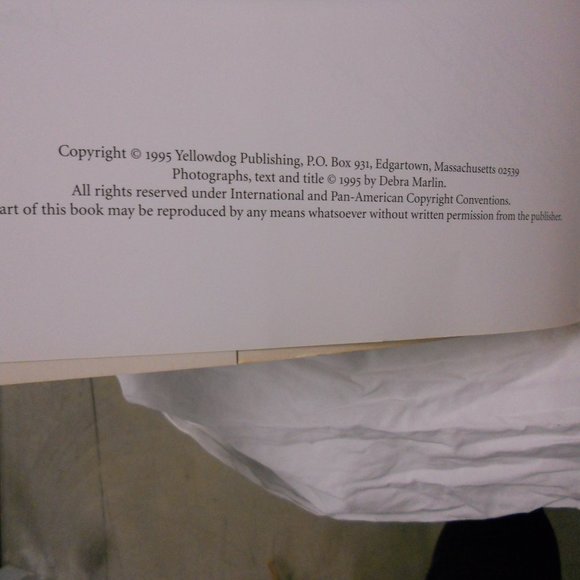 Copyright © 1995 Yellowdog Publishing, P.O. Box 931, Edgartown, Massachusetts 02539
Photographs, text and title © 1995 by Debra Marlin.
All rights reserved under International and Pan-American Copyright Conventions.
art of this book may be reproduced by any means whatsoever without written permission from the publisher.